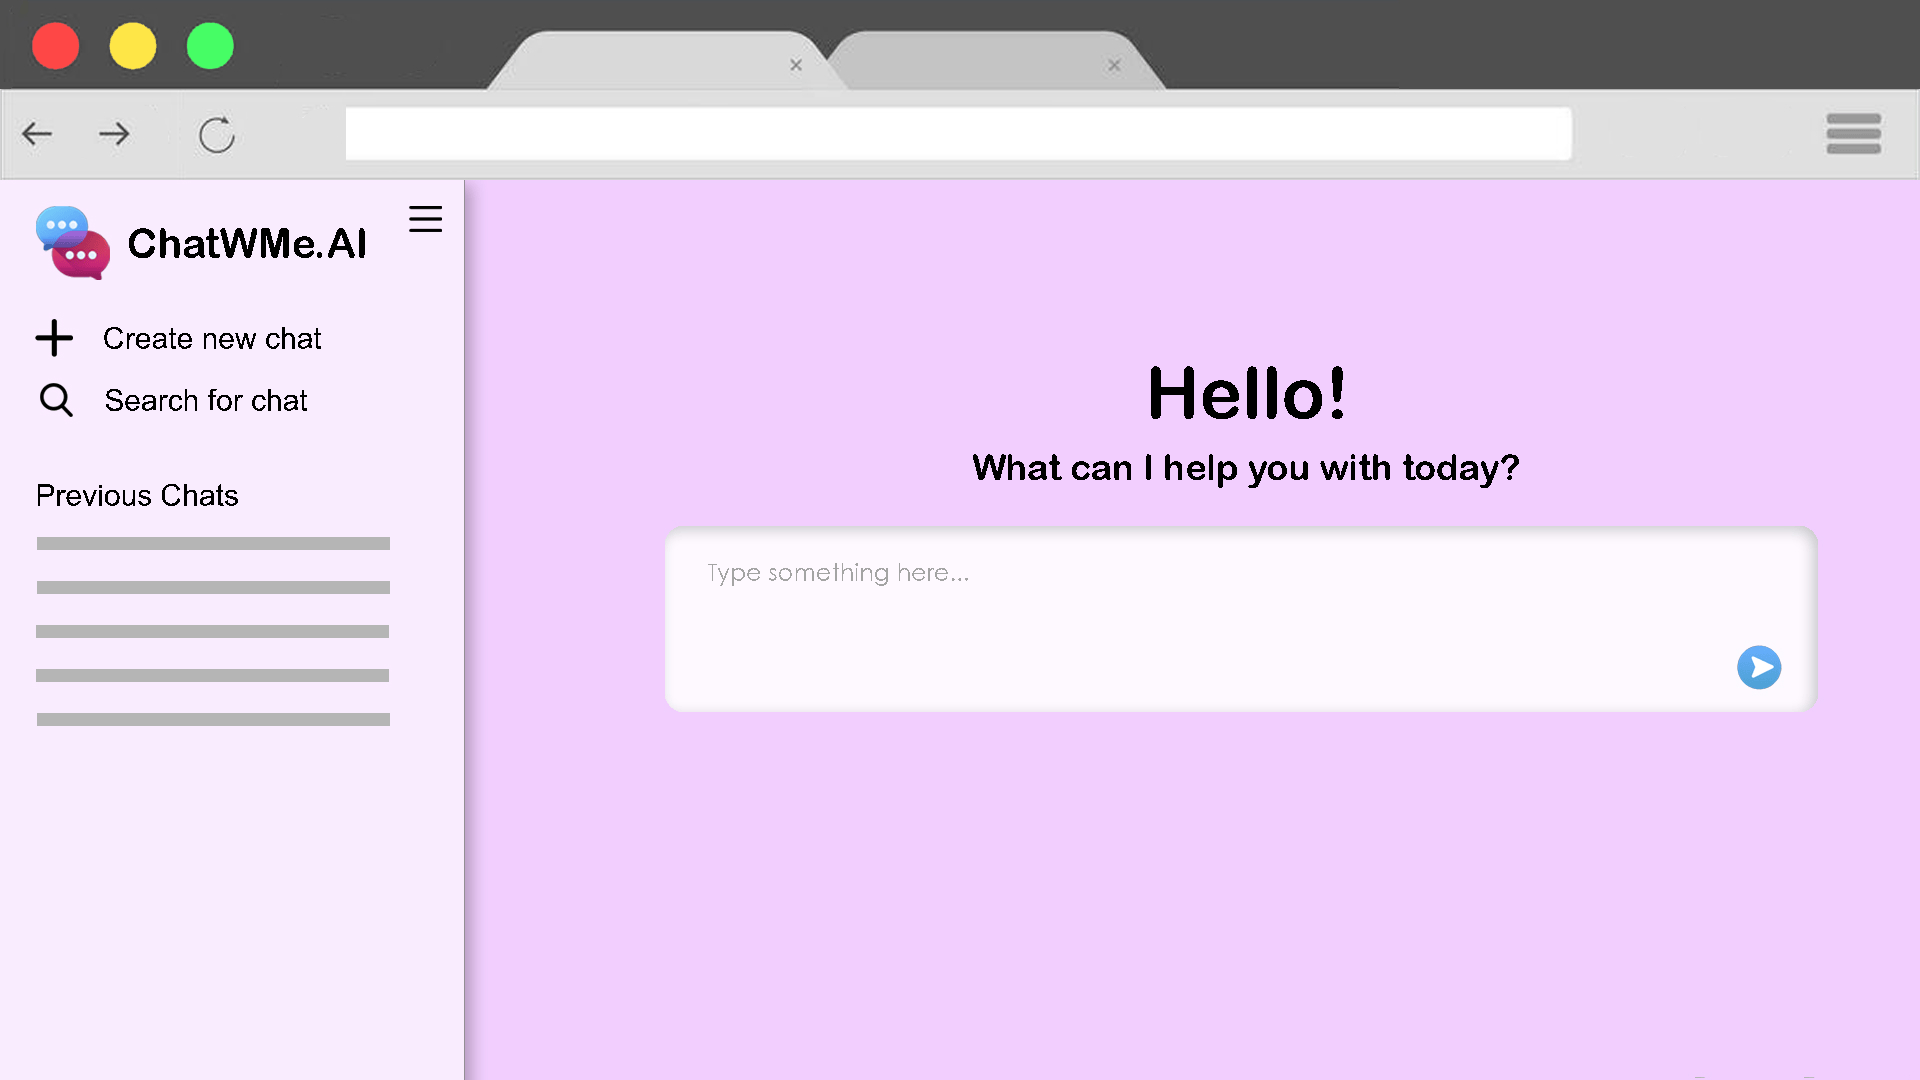 ChatWMe.AI
Create new chat
Search for chat
Previous Chats
Hello!
What can I help you with today?
Type something here...